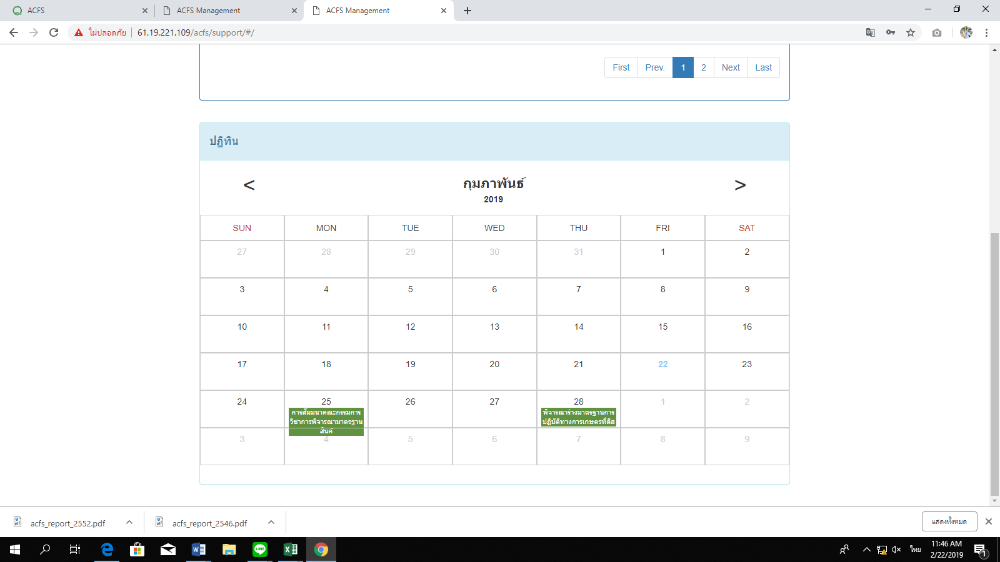 ACFS
ACFS Management
ACFS Management
ไม่ปลอดภัย
61.19.221.109/acfs/support/#/
First Prev. 1 2 Next Last
ปฏิทิน
< กุมภาพันธ์ >
2019
SUN MON TUE WED THU FRI SAT
27 28 29 30 31 1 2
3 4 5 6 7 8 9
10 11 12 13 14 15 16
17 18 19 20 21 22 23
24 25 26 27 28 1 2
การสัมมนาคณะกรรมการ
วิชาการพิจารณามาตรฐาน
สินค้
พิจารณาร่างมาตรฐานการ
ปฏิบัติทางการเกษตรที่ดีส
3 4 5 6 7 8 9
acfs_report_2552.pdf
acfs_report_2546.pdf
แสดงทั้งหมด
ไทย
11:46 AM
2/22/2019
1